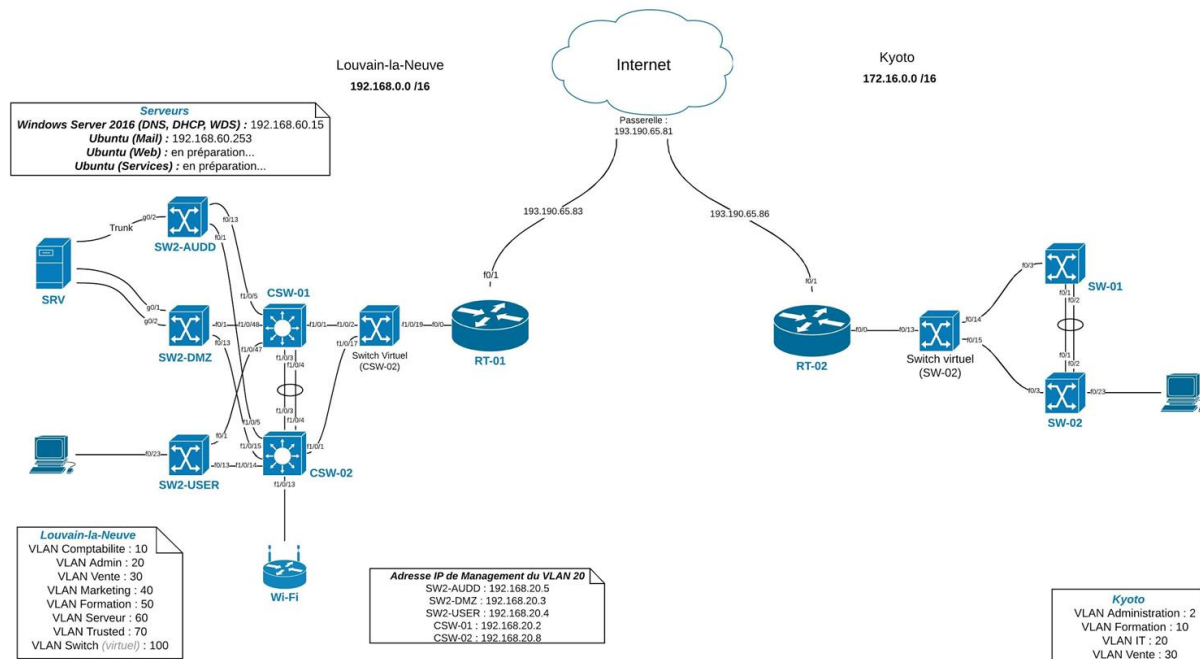 Louvain-la-Neuve
192.168.0.0 /16
Internet
Kyoto
172.16.0.0 /16
Passerelle :
193.190.65.81
Serveurs
Windows Server 2016 (DNS, DHCP, WDS) : 192.168.60.15
Ubuntu (Mail) : 192.168.60.253
Ubuntu (Web) : en préparation...
Ubuntu (Services) : en préparation...
193.190.65.83
193.190.65.86
Trunk
g0/2
f0/13
f0/1
SW2-AUDD
SRV
g0/1
g0/2
SW2-DMZ
f0/1
f0/13
f1/0/5
f1/0/48
f1/0/47
CSW-01
f1/0/1
f1/0/3
f1/0/4
f1/0/2
f1/0/17
f1/0/19
Switch Virtuel
(CSW-02)
f0/0
f0/1
RT-01
f1/0/3
f1/0/4
f0/23
SW2-USER
f0/1
f0/13
f1/0/5
f1/0/15
f1/0/14
f1/0/1
CSW-02
f1/0/13
Wi-Fi
f0/1
RT-02
f0/0
f0/13
f0/14
f0/15
Switch virtuel
(SW-02)
f0/3
SW-01
f0/1
f0/2
f0/1
f0/2
f0/3
SW-02
f0/23
Louvain-la-Neuve
VLAN Comptabilite : 10
VLAN Admin : 20
VLAN Vente : 30
VLAN Marketing : 40
VLAN Formation : 50
VLAN Serveur : 60
VLAN Trusted : 70
VLAN Switch (virtuel) : 100
Adresse IP de Management du VLAN 20
SW2-AUDD : 192.168.20.5
SW2-DMZ : 192.168.20.3
SW2-USER : 192.168.20.4
CSW-01 : 192.168.20.2
CSW-02 : 192.168.20.8
Kyoto
VLAN Administration : 2
VLAN Formation : 10
VLAN IT : 20
VLAN Vente : 30